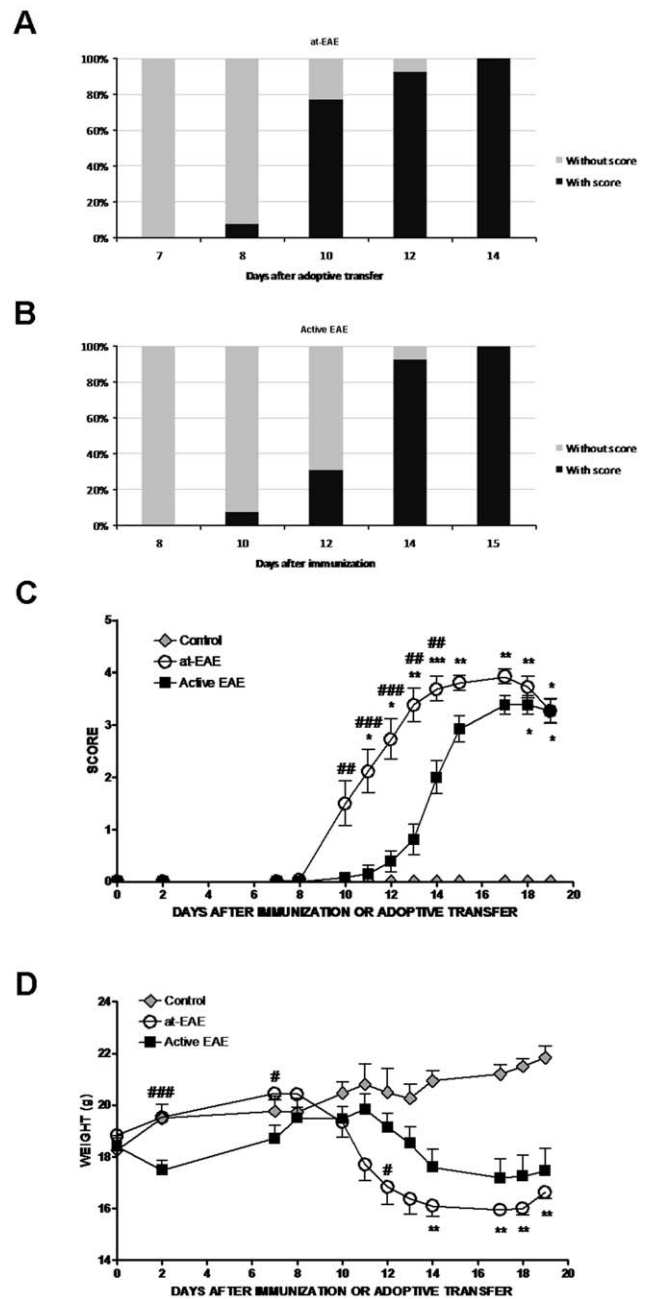 A
at-EAE
100%
80%
60%
40%
20%
0%
Without score
With score
7 8 10 12 14
Days after adoptive transfer
B
Active EAE
100%
80%
60%
40%
20%
0%
Without score
With score
8 10 12 14 15
Days after immunization
C
5
4
3
2
1
0
SCORE
Control
at-EAE
Active EAE
## ### ### ## ##
* * ** *** ** ** ** *
* *
0 2 4 6 8 10 12 14 16 18 20
DAYS AFTER IMMUNIZATION OR ADOPTIVE TRANSFER
D
24
22
20
18
16
14
WEIGHT (g)
Control
at-EAE
Active EAE
### # #
** ** ** **
0 2 4 6 8 10 12 14 16 18 20
DAYS AFTER IMMUNIZATION OR ADOPTIVE TRANSFER